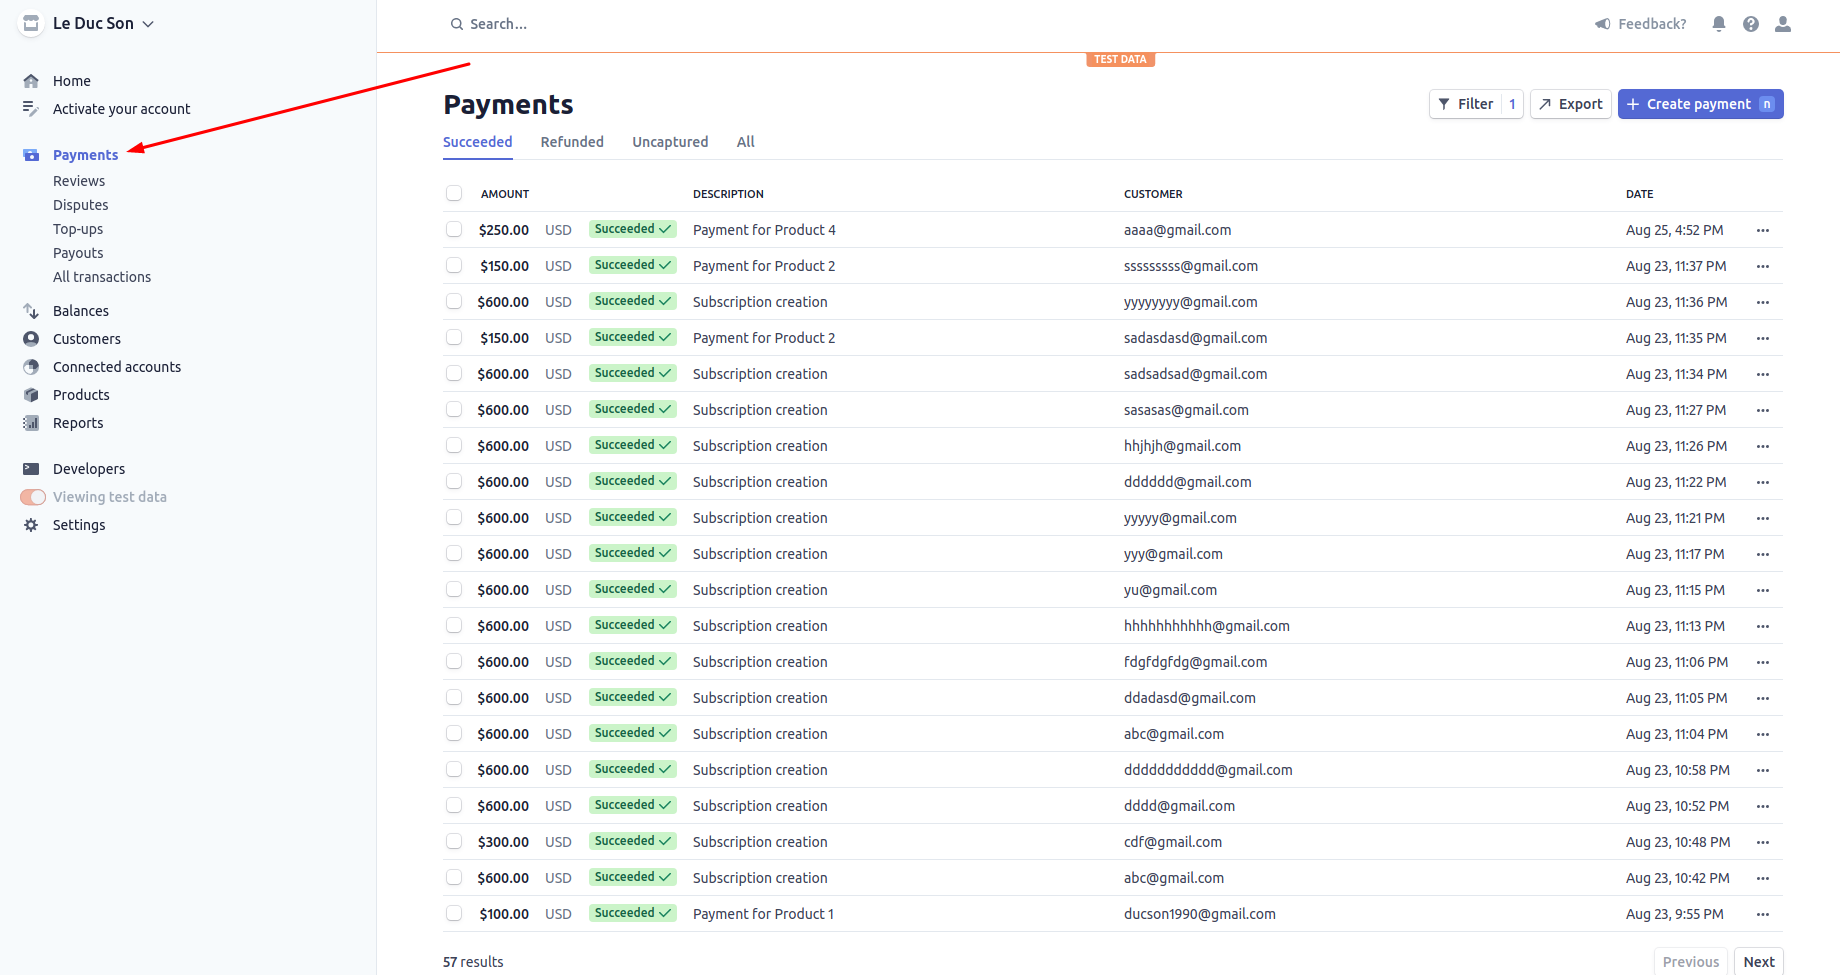 Le Duc Son
Search...
Feedback?
TEST DATA
Home
Activate your account
Payments
Reviews
Disputes
Top-ups
Payouts
All transactions
Balances
Customers
Connected accounts
Products
Reports
Developers
Viewing test data
Settings
Payments
Filter 1 Export Create payment n
Succeeded Refunded Uncaptured All
AMOUNT DESCRIPTION CUSTOMER DATE
$250.00 USD Succeeded Payment for Product 4 aaaa@gmail.com Aug 25, 4:52 PM
$150.00 USD Succeeded Payment for Product 2 sssssssss@gmail.com Aug 23, 11:37 PM
$600.00 USD Succeeded Subscription creation yyyyyyyy@gmail.com Aug 23, 11:36 PM
$150.00 USD Succeeded Payment for Product 2 sadasdasd@gmail.com Aug 23, 11:35 PM
$600.00 USD Succeeded Subscription creation sadsadsad@gmail.com Aug 23, 11:34 PM
$600.00 USD Succeeded Subscription creation sasasas@gmail.com Aug 23, 11:27 PM
$600.00 USD Succeeded Subscription creation hhjhjh@gmail.com Aug 23, 11:26 PM
$600.00 USD Succeeded Subscription creation dddddd@gmail.com Aug 23, 11:22 PM
$600.00 USD Succeeded Subscription creation yyyyy@gmail.com Aug 23, 11:21 PM
$600.00 USD Succeeded Subscription creation yyy@gmail.com Aug 23, 11:17 PM
$600.00 USD Succeeded Subscription creation yu@gmail.com Aug 23, 11:15 PM
$600.00 USD Succeeded Subscription creation hhhhhhhhhhh@gmail.com Aug 23, 11:13 PM
$600.00 USD Succeeded Subscription creation fdgfdgfdg@gmail.com Aug 23, 11:06 PM
$600.00 USD Succeeded Subscription creation ddadasd@gmail.com Aug 23, 11:05 PM
$600.00 USD Succeeded Subscription creation abc@gmail.com Aug 23, 11:04 PM
$600.00 USD Succeeded Subscription creation ddddddddddd@gmail.com Aug 23, 10:58 PM
$600.00 USD Succeeded Subscription creation dddd@gmail.com Aug 23, 10:52 PM
$300.00 USD Succeeded Subscription creation cdf@gmail.com Aug 23, 10:48 PM
$600.00 USD Succeeded Subscription creation abc@gmail.com Aug 23, 10:42 PM
$100.00 USD Succeeded Payment for Product 1 ducson1990@gmail.com Aug 23, 9:55 PM
57 results
Previous Next